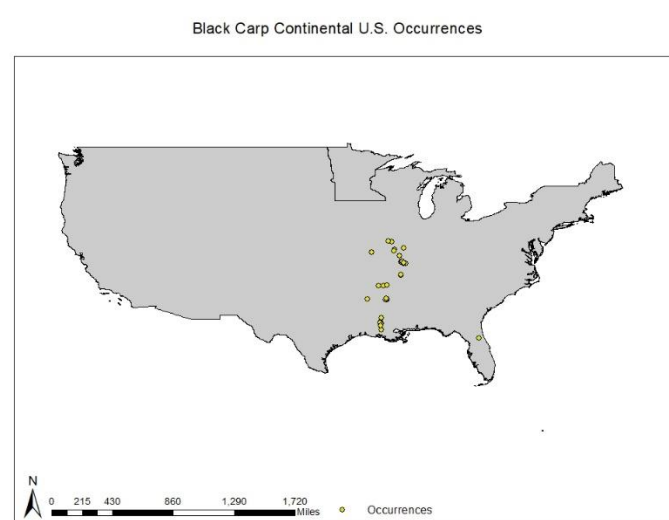 Black Carp Continental U.S. Occurrences
N
0 215 430 860 1,290 1,720
Miles
Occurrences